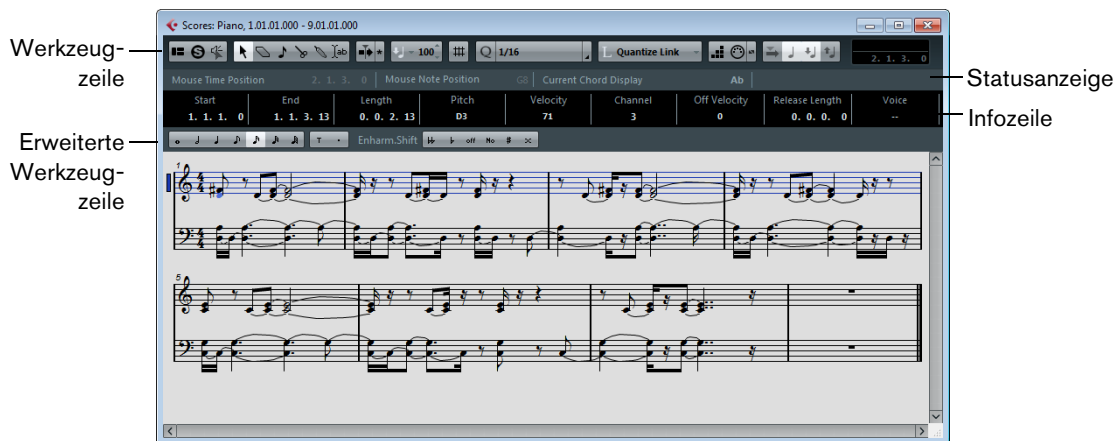 Scores: Piano, 1.01.01.000 - 9.01.01.000
Werkzeug-
zeile
ab
100
Q 1/16
L Quantize Link
2. 1. 3. 0
Mouse Time Position 2. 1. 3. 0 Mouse Note Position G8 Current Chord Display Ab
Statusanzeige
Start End Length Pitch Velocity Channel Off Velocity Release Length Voice
1. 1. 1. 0 1. 1. 3. 13 0. 0. 2. 13 D3 71 3 0 0. 0. 0. 0 --
Infozeile
Erweiterte
Werkzeug-
zeile
T Enharm.Shift off No
1
5